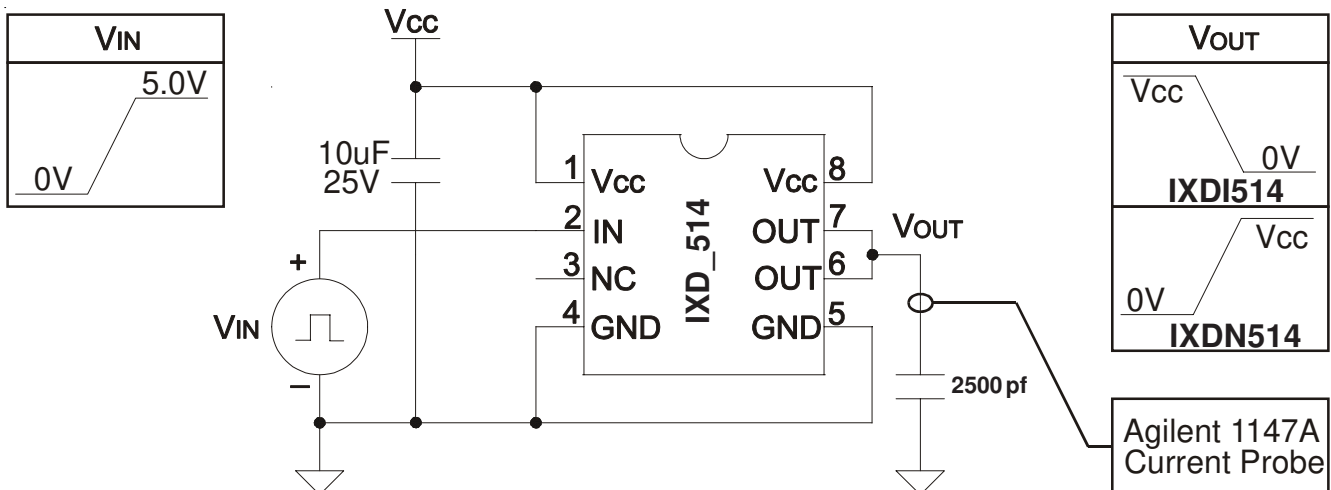 VIN
5.0V
0V
Vcc
10uF
25V
1
Vcc
2
IN
3
NC
4
GND
IXD_514
Vcc
8
OUT
7
OUT
6
GND
5
VOUT
+
VIN
−
2500 pf
VOUT
Vcc
0V
IXDI514
Vcc
0V
IXDN514
Agilent 1147A
Current Probe